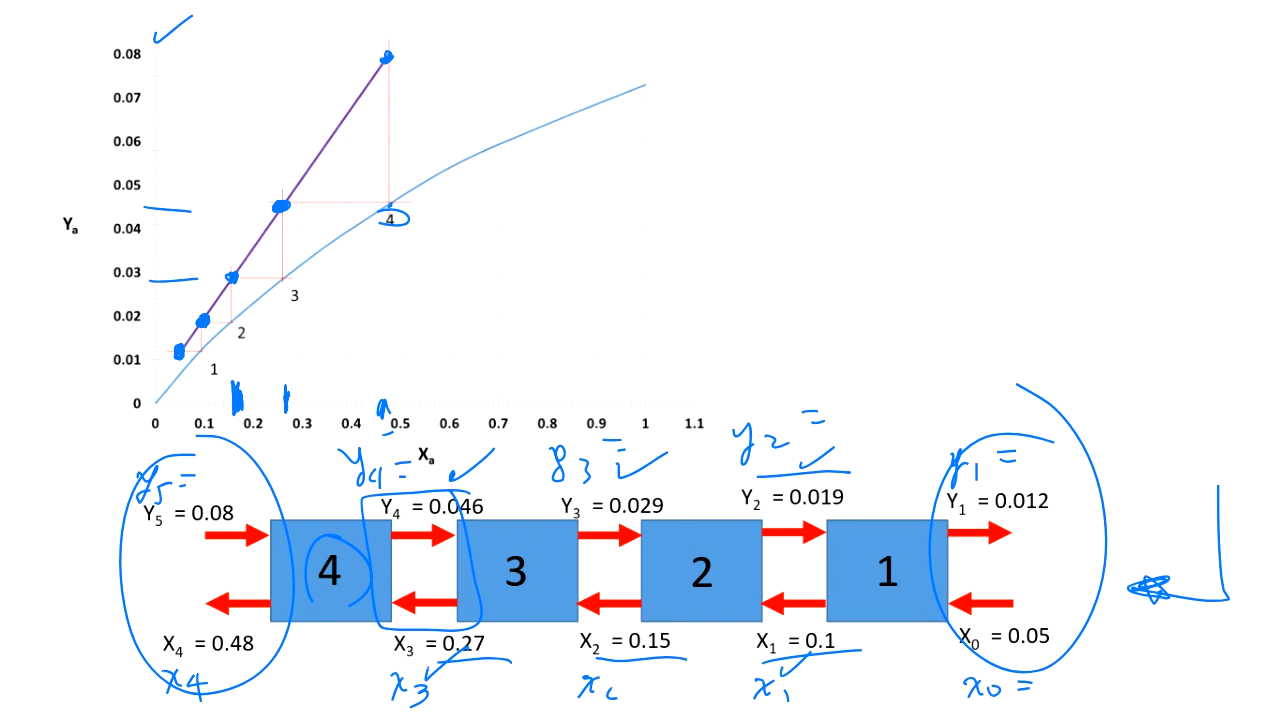 0.08
0.07
0.06
0.05
0.04
0.03
0.02
0.01
0
Yₐ
4
3
2
1
0 0.1 0.2 0.3 0.4 0.5 0.6 0.7 0.8 0.9 1 1.1
Xₐ
y5 = y4 = y3 = y2 = y1 =
Y₅ = 0.08 Y₄ = 0.046 Y₃ = 0.029 Y₂ = 0.019 Y₁ = 0.012
4 3 2 1
X₄ = 0.48 X₃ = 0.27 X₂ = 0.15 X₁ = 0.1 X₀ = 0.05
x4 x3 x2 x1 x0 =